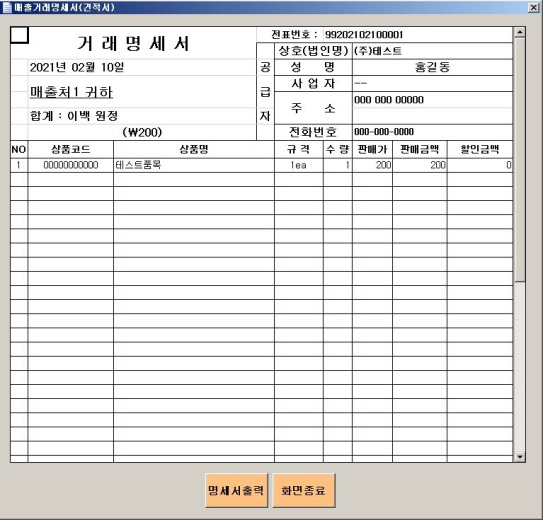 매출거래명세서(견적서)
거 래 명 세 서
전표번호 : 99202102100001
2021년 02월 10일
매출처1 귀하
합계 : 이백 원정
(₩200)
공 급 자
상호(법인명) (주)테스트
성 명 홍길동
사 업 자 --
주 소 000 000 00000
전화번호 000-000-0000
NO 상품코드 상품명 규 격 수 량 판매가 판매금액 할인금액
1 00000000000 테스트품목 1ea 1 200 200 0
명세서출력 화면종료